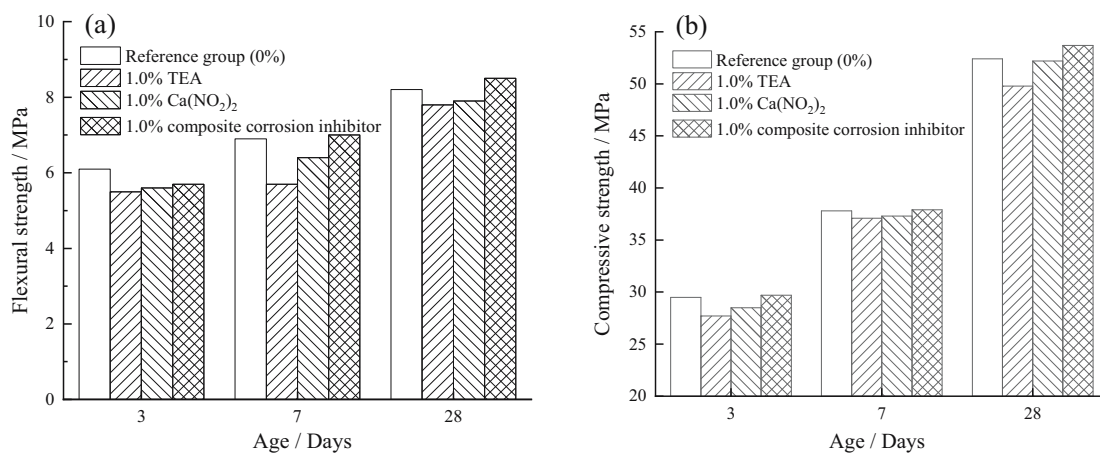 (a)
10
8
6
4
2
0
Flexural strength / MPa
Reference group (0%)
1.0% TEA
1.0% Ca(NO₂)₂
1.0% composite corrosion inhibitor
3 7 28
Age / Days
(b)
55
50
45
40
35
30
25
20
Compressive strength / MPa
Reference group (0%)
1.0% TEA
1.0% Ca(NO₂)₂
1.0% composite corrosion inhibitor
3 7 28
Age / Days